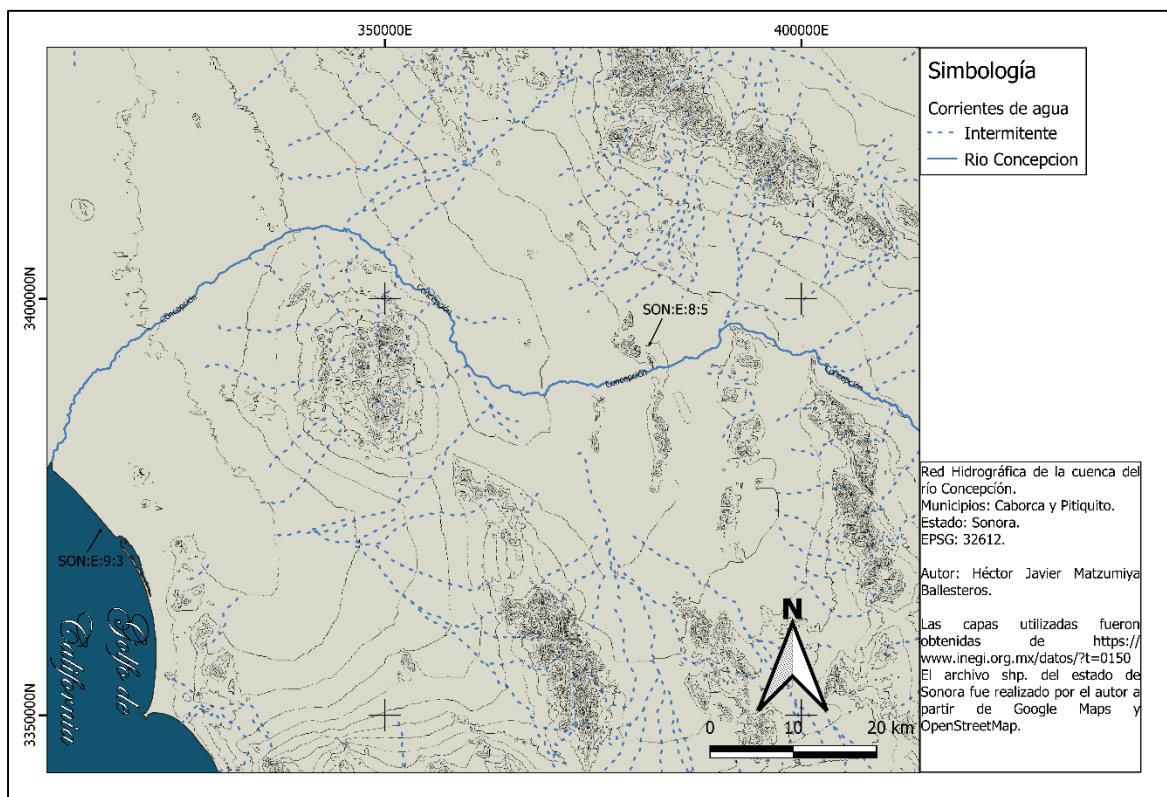 350000E
400000E
3400000N
3350000N
Concepción
Concepción
Concepción
Concepción
SON:E:8:5
SON:E:9:3
Golfo de
California
N
0 10 20 km
Simbología
Corrientes de agua
Intermitente
Rio Concepcion
Red Hidrográfica de la cuenca del
río Concepción.
Municipios: Caborca y Pitiquito.
Estado: Sonora.
EPSG: 32612.
Autor: Héctor Javier Matzumiya
Ballesteros.
Las capas utilizadas fueron
obtenidas de https://
www.inegi.org.mx/datos/?t=0150
El archivo shp. del estado de
Sonora fue realizado por el autor a
partir de Google Maps y
OpenStreetMap.